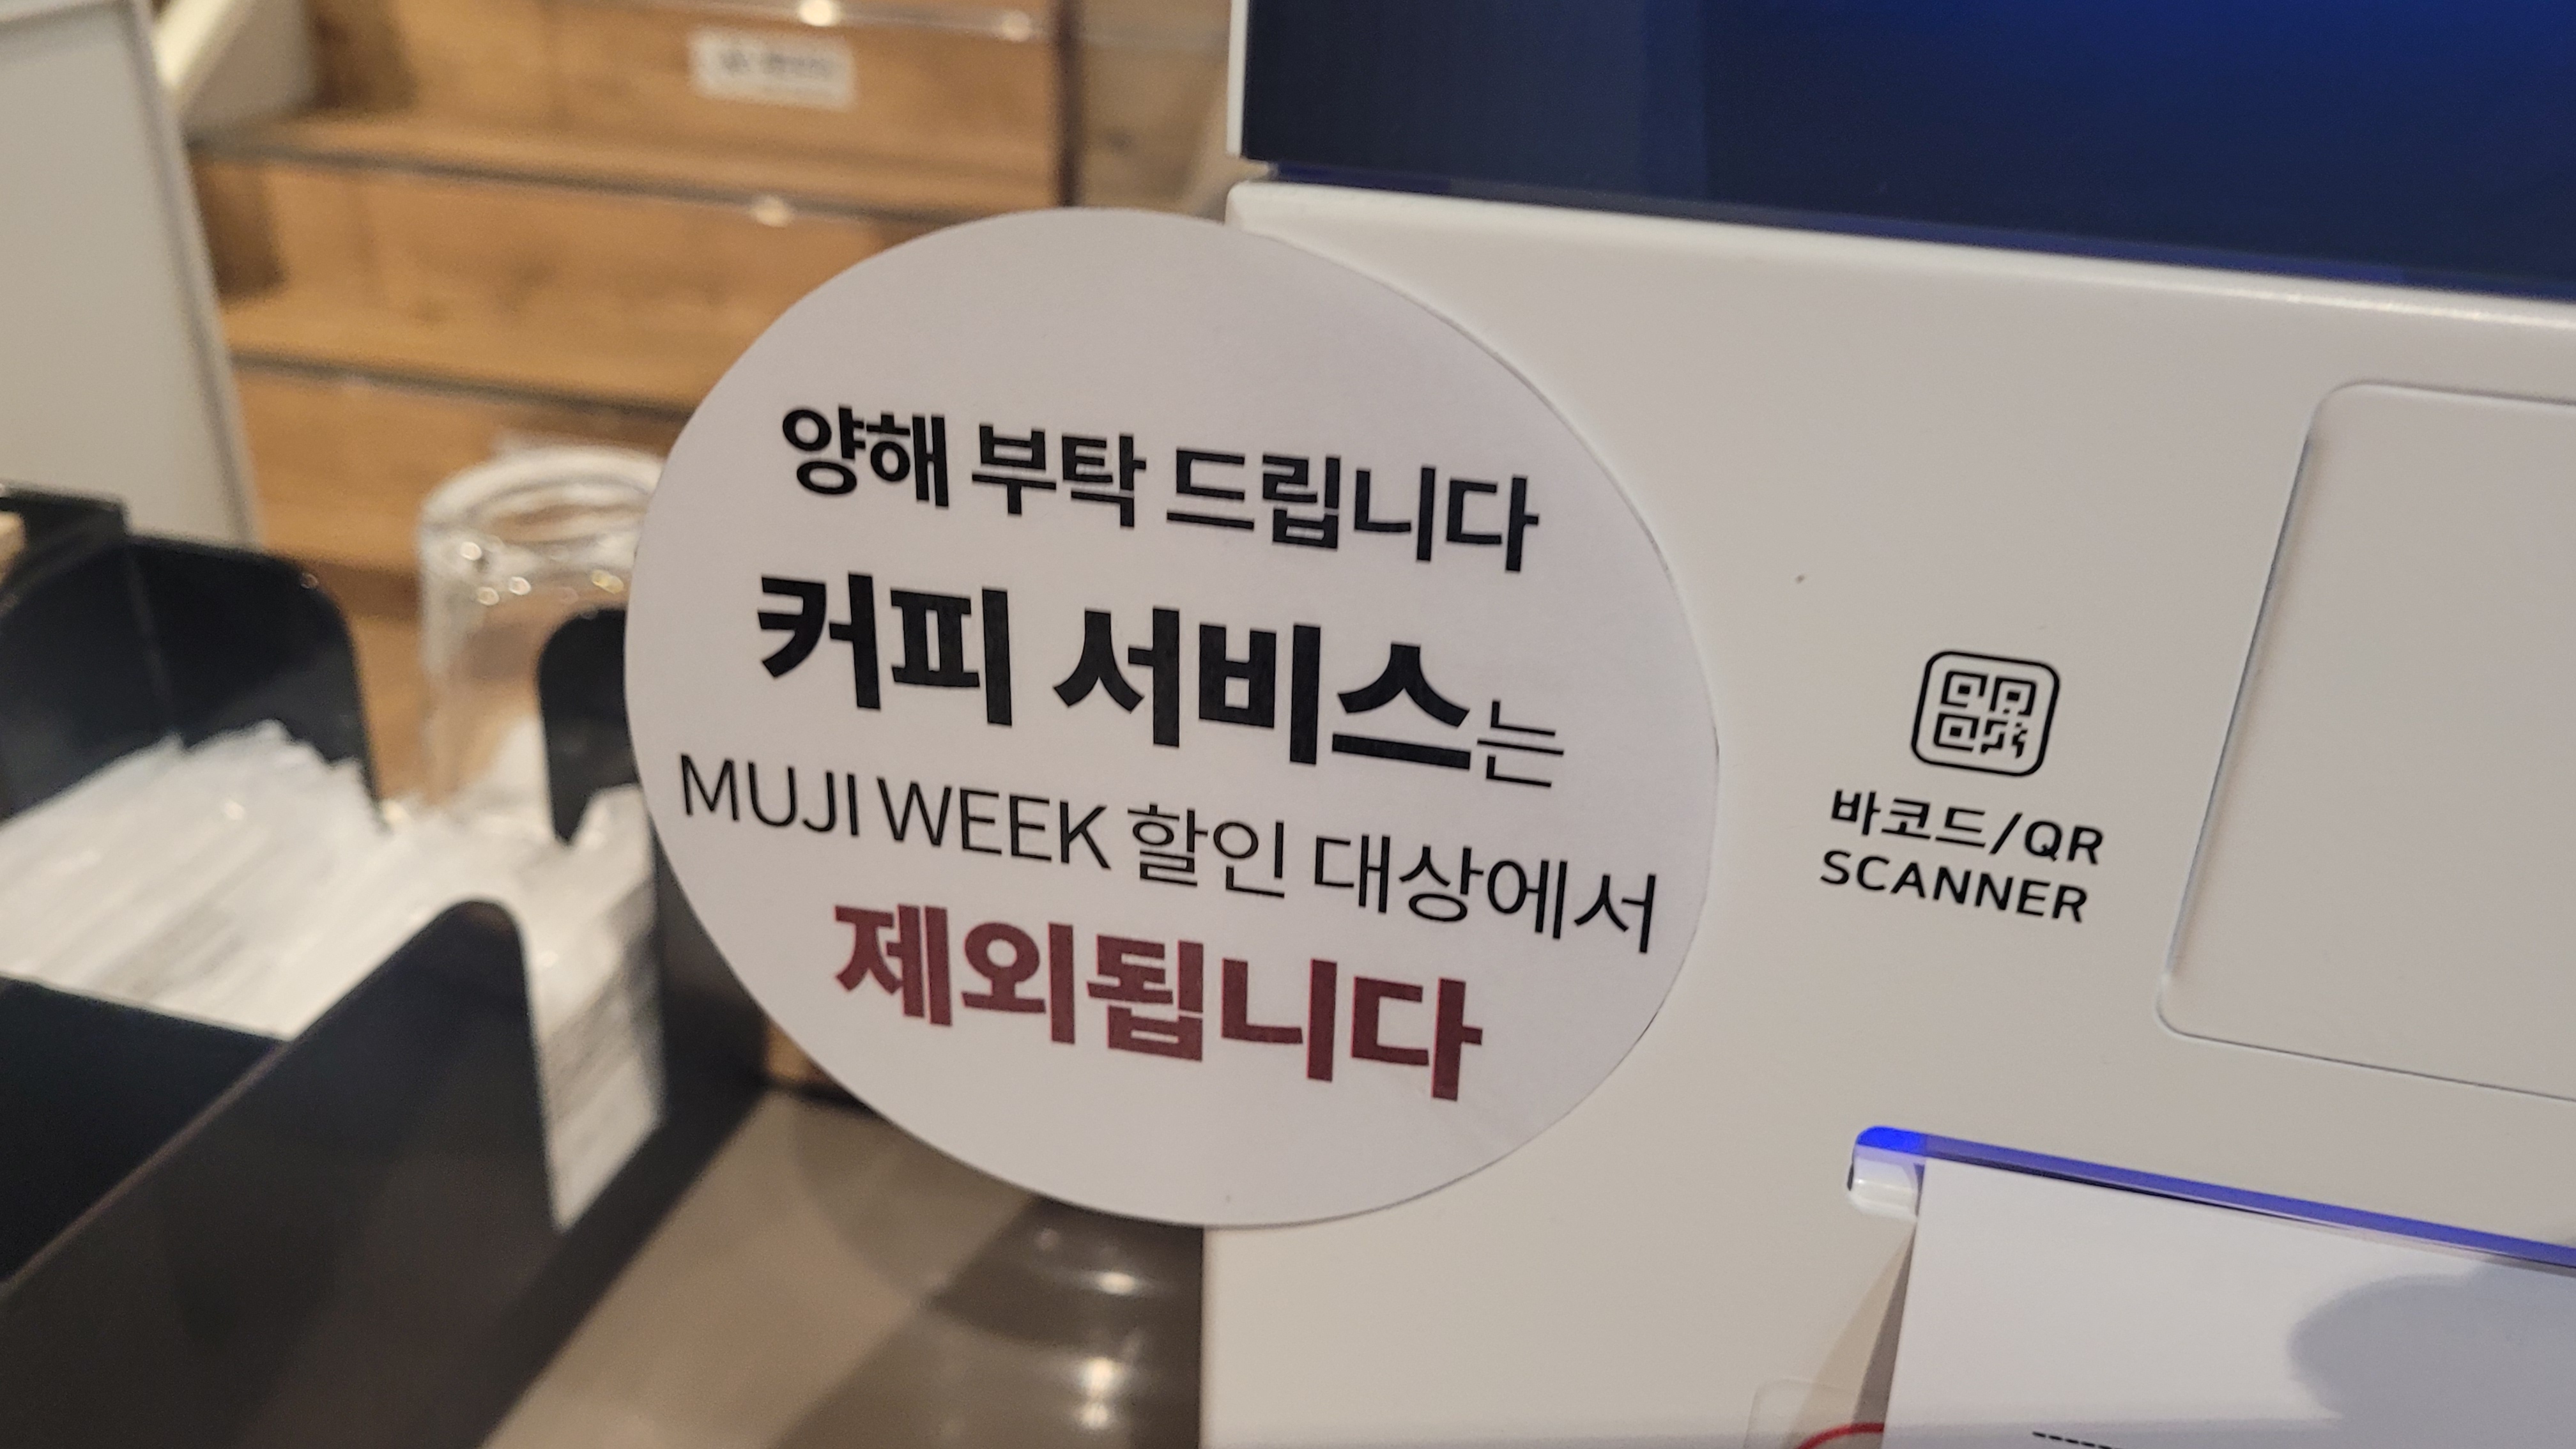 양해 부탁 드립니다
커피 서비스는
MUJI WEEK 할인 대상에서
제외됩니다
바코드/QR
SCANNER